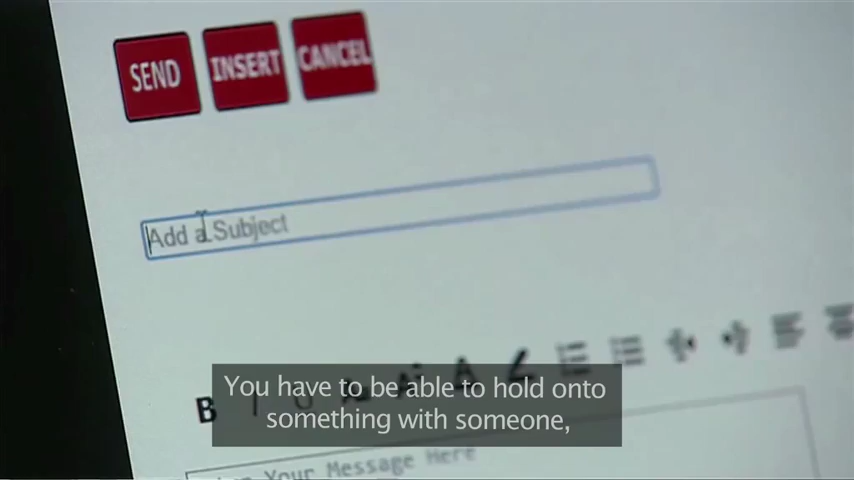 SEND INSERT CANCEL
Add a Subject
B I U
You have to be able to hold onto
something with someone,
Your Message Here